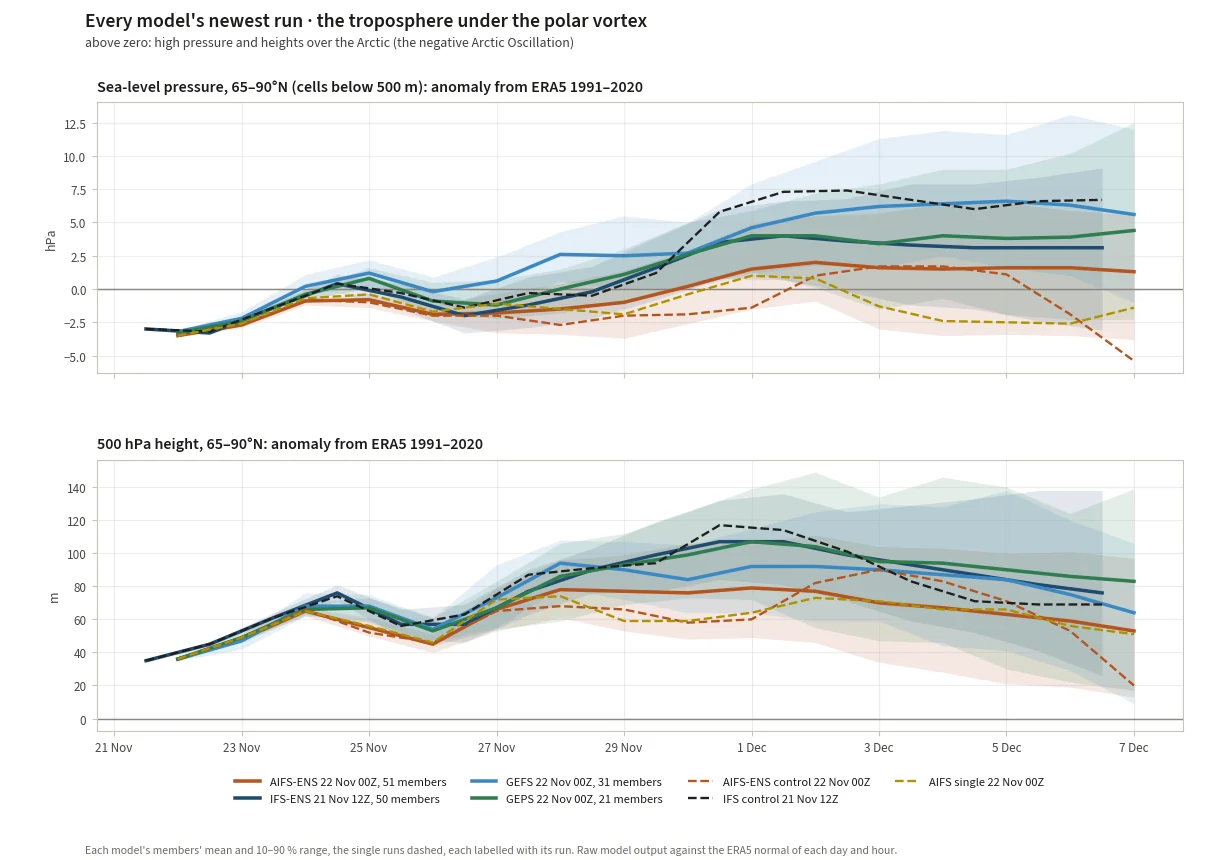 Every model's newest run · the troposphere under the polar vortex
above zero: high pressure and heights over the Arctic (the negative Arctic Oscillation)
Sea-level pressure, 65–90°N (cells below 500 m): anomaly from ERA5 1991–2020
12.5
10.0
7.5
5.0
2.5
0.0
−2.5
−5.0
hPa
500 hPa height, 65–90°N: anomaly from ERA5 1991–2020
140
120
100
80
60
40
20
0
m
21 Nov 23 Nov 25 Nov 27 Nov 29 Nov 1 Dec 3 Dec 5 Dec 7 Dec
AIFS-ENS 22 Nov 00Z, 51 members GEFS 22 Nov 00Z, 31 members AIFS-ENS control 22 Nov 00Z AIFS single 22 Nov 00Z
IFS-ENS 21 Nov 12Z, 50 members GEPS 22 Nov 00Z, 21 members IFS control 21 Nov 12Z
Each model's members' mean and 10–90 % range, the single runs dashed, each labelled with its run. Raw model output against the ERA5 normal of each day and hour.